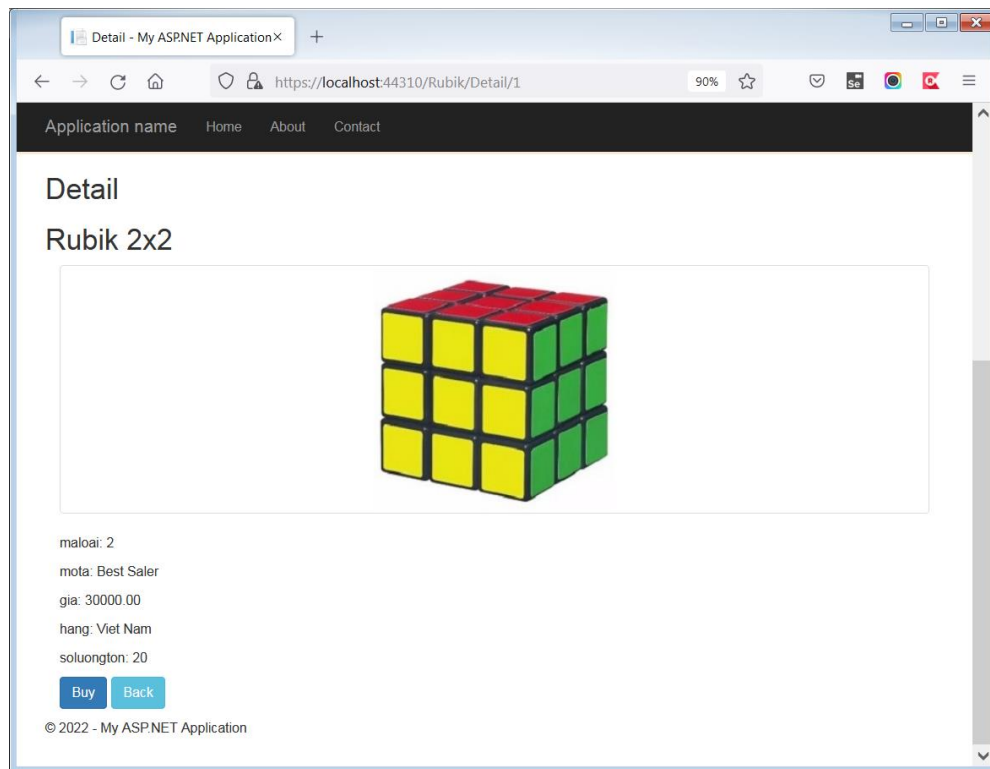 Detail - My ASP.NET Application
https://localhost:44310/Rubik/Detail/1
90%
Se
Application name Home About Contact
Detail
Rubik 2x2
maloai: 2
mota: Best Saler
gia: 30000.00
hang: Viet Nam
soluongton: 20
Buy Back
© 2022 - My ASP.NET Application